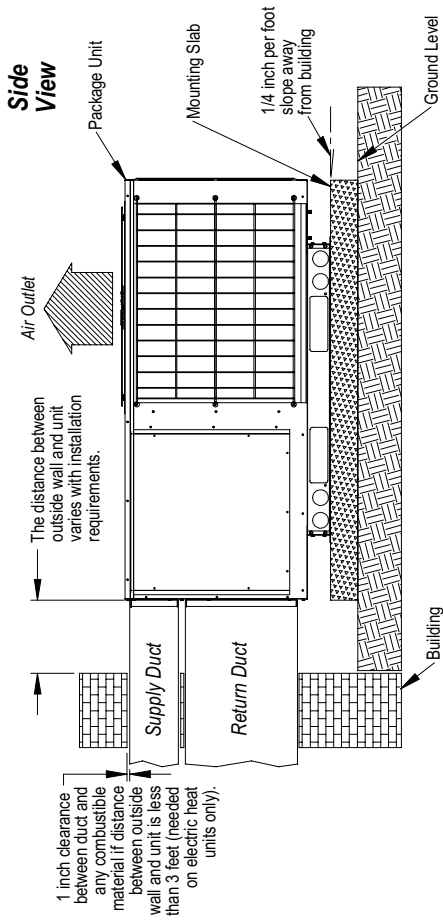 Side
View
Air Outlet
Package Unit
The distance between
outside wall and unit
varies with installation
requirements.
Mounting Slab
1/4 inch per foot
slope away
from building
Ground Level
1 inch clearance
between duct and
any combustible
material if distance
between outside
wall and unit is less
than 3 feet (needed
on electric heat
units only).
Supply Duct
Return Duct
Building